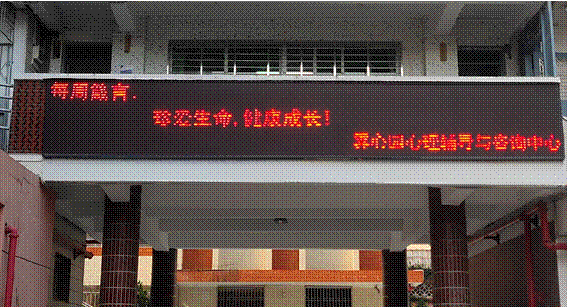 每周箴言:
珍爱生命,健康成长!
心理辅导与咨询中心